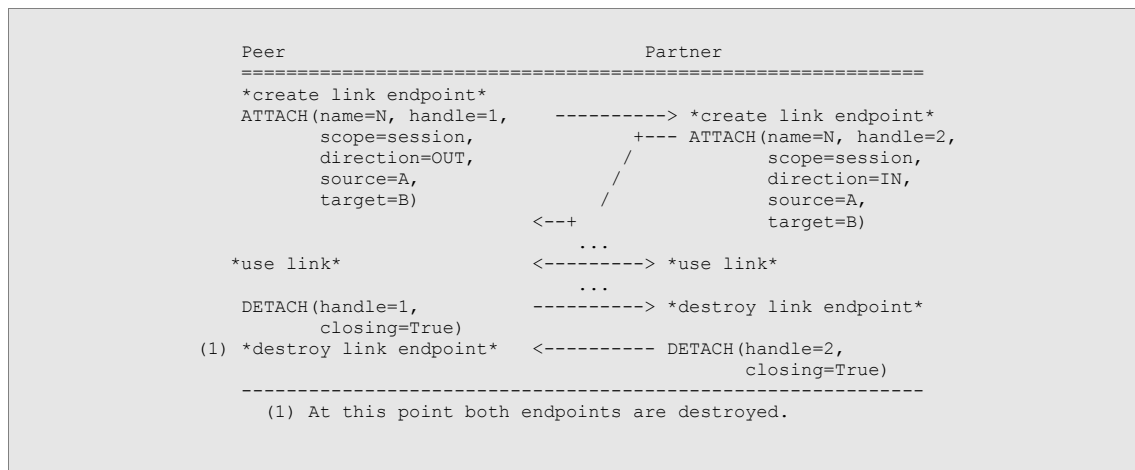 Peer                                      Partner
=============================================================
*create link endpoint*
ATTACH(name=N, handle=1,    ----------> *create link endpoint*
       scope=session,              +--- ATTACH(name=N, handle=2,
       direction=OUT,             /            scope=session,
       source=A,                 /             direction=IN,
       target=B)                /              source=A,
                          <--+                 target=B)
                              ...
*use link*                <---------> *use link*
                              ...
DETACH(handle=1,          ----------> *destroy link endpoint*
       closing=True)
(1) *destroy link endpoint*   <---------- DETACH(handle=2,
                                             closing=True)
-------------------------------------------------------------
(1) At this point both endpoints are destroyed.